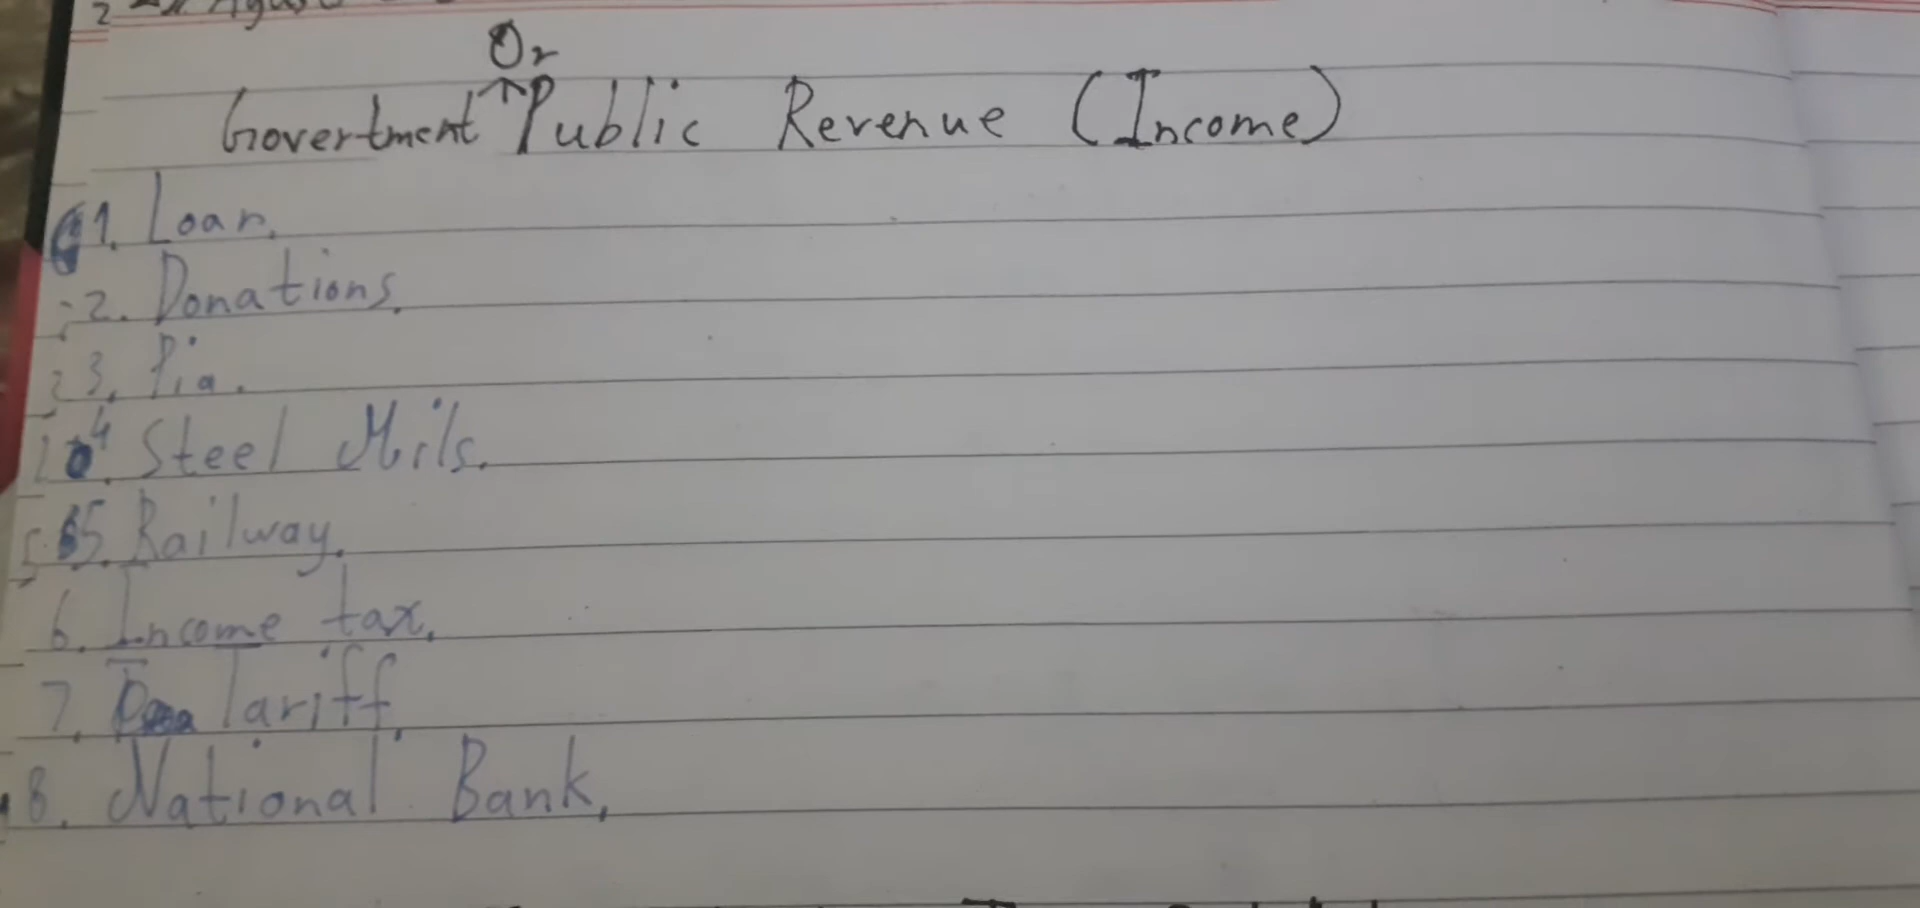 Or
Govertment ↑ Public Revenue (Income)
1. Loan.
2. Donations.
3. Pia.
4. Steel Mils.
5. Railway.
6. Income tax.
7. Tariff.
8. National Bank.